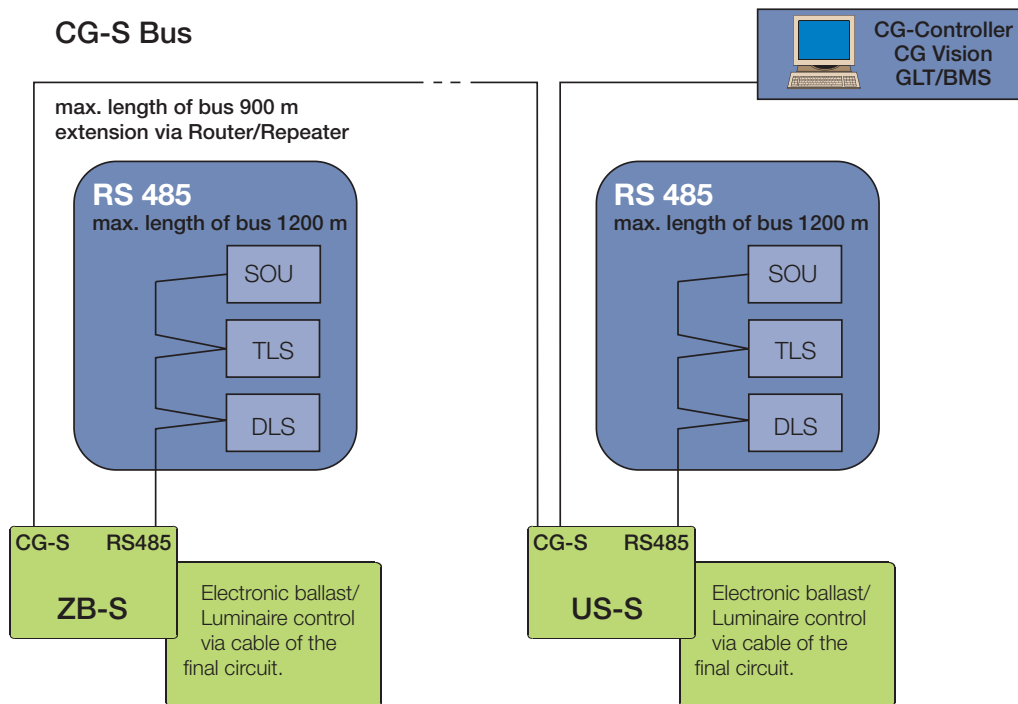 CG-S Bus
CG-Controller
CG Vision
GLT/BMS
max. length of bus 900 m
extension via Router/Repeater
RS 485
max. length of bus 1200 m
SOU
TLS
DLS
RS 485
max. length of bus 1200 m
SOU
TLS
DLS
CG-S RS485
ZB-S
Electronic ballast/
Luminaire control
via cable of the
final circuit.
CG-S RS485
US-S
Electronic ballast/
Luminaire control
via cable of the
final circuit.